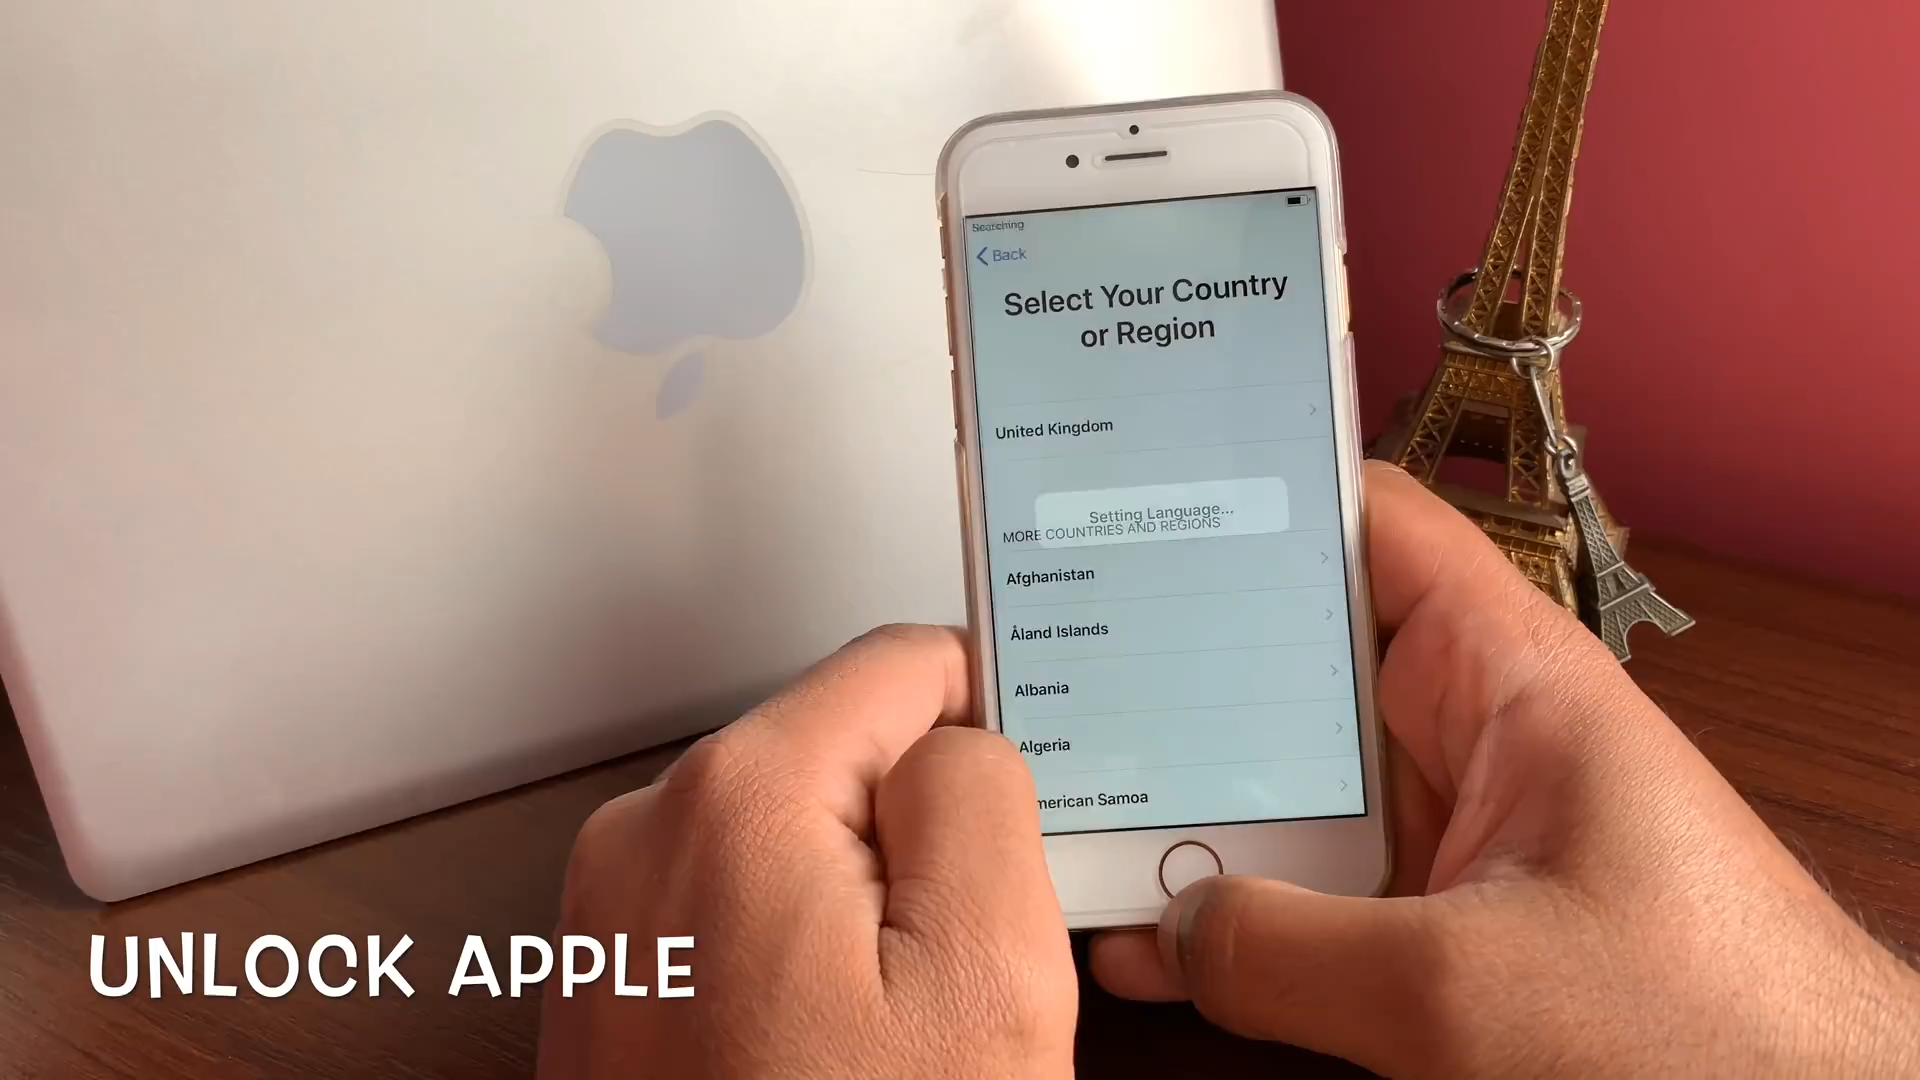 Searching
Back
Select Your Country
or Region
United Kingdom
Setting Language...
MORE COUNTRIES AND REGIONS
Afghanistan
Åland Islands
Albania
Algeria
merican Samoa
UNLOCK APPLE